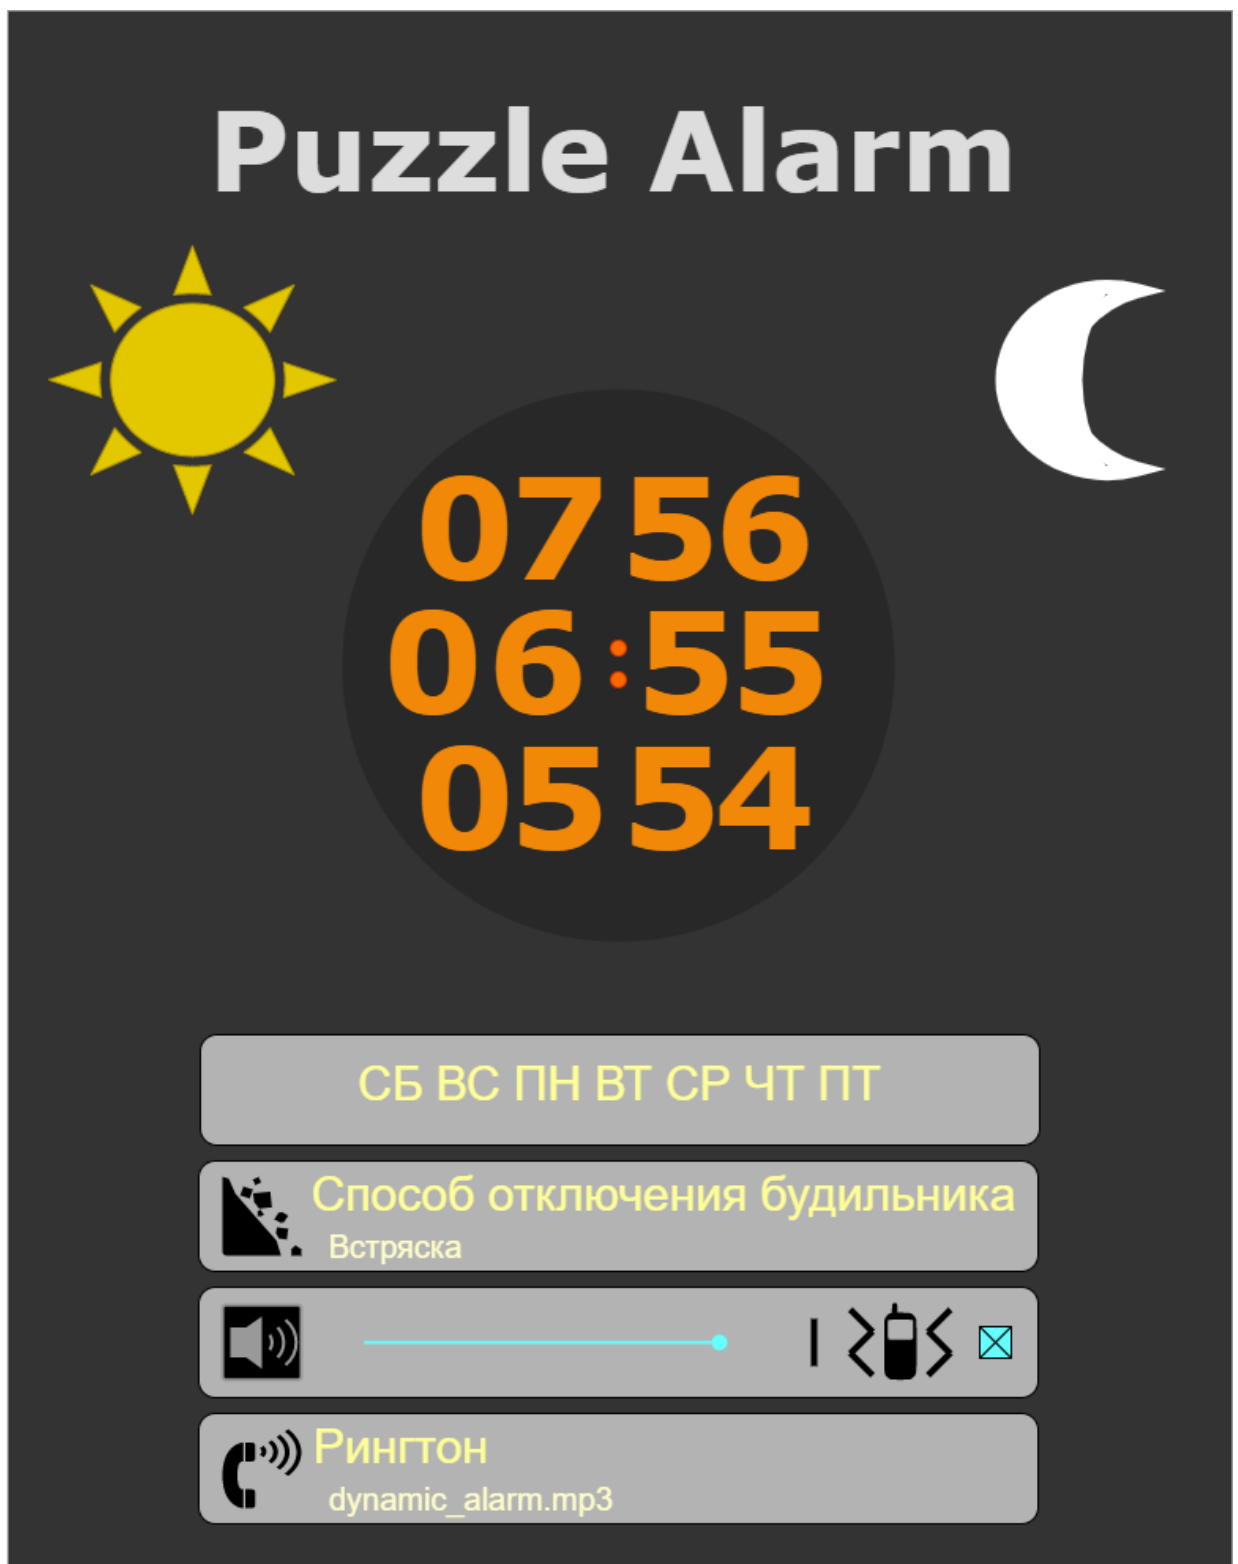 Puzzle Alarm
07 56
06 : 55
05 54
СБ ВС ПН ВТ СР ЧТ ПТ
Способ отключения будильника
Встряска
Рингтон
dynamic_alarm.mp3